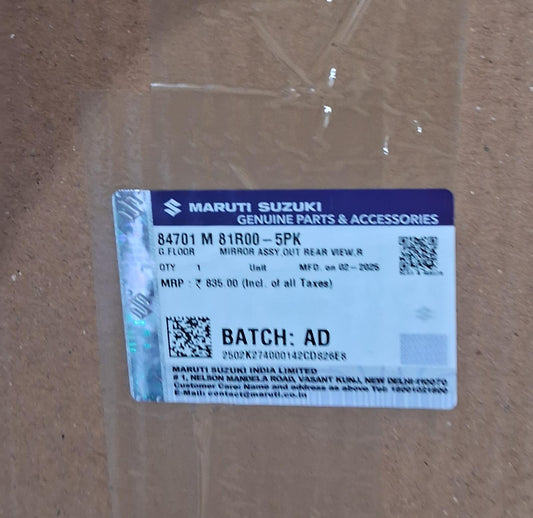 MARUTI SUZUKI
GENUINE PARTS & ACCESSORIES
84701 M 81R00-5PK
G.FLOOR MIRROR ASSY,OUT REAR VIEW,R
QTY 1 Unit MFD. on 02-2025
MRP : ₹ 835.00 (Incl. of all Taxes)
BATCH: AD
2502K274000142CD826E8
MARUTI SUZUKI INDIA LIMITED
# 1, NELSON MANDELA ROAD, VASANT KUNJ, NEW DELHI-110070
Customer Care: Name and address as above Tel: 18001021800
E-Mail: contact@maruti.co.in